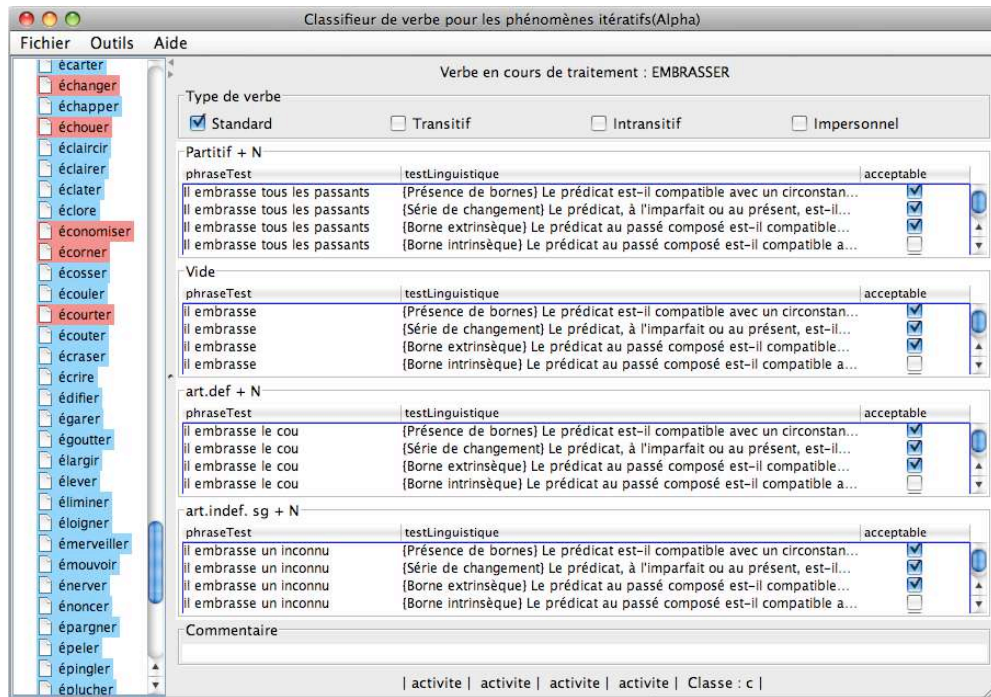 Classifieur de verbe pour les phénomènes itératifs(Alpha)
Fichier Outils Aide
écarter
échanger
échapper
échouer
éclaircir
éclairer
éclater
éclore
économiser
écorner
écosser
écouler
écourter
écouter
écraser
écrire
édifier
égarer
égoutter
élargir
élever
éliminer
éloigner
émerveiller
émouvoir
énerver
énoncer
épargner
épeler
épingler
éplucher
Verbe en cours de traitement : EMBRASSER
Type de verbe
Standard Transitif Intransitif Impersonnel
Partitif + N
phraseTest testLinguistique acceptable
Il embrasse tous les passants {Présence de bornes} Le prédicat est-il compatible avec un circonstan...
Il embrasse tous les passants {Série de changement} Le prédicat, à l'imparfait ou au présent, est-il...
Il embrasse tous les passants {Borne extrinsèque} Le prédicat au passé composé est-il compatible...
Il embrasse tous les passants {Borne intrinsèque} Le prédicat au passé composé est-il compatible a...
Vide
phraseTest testLinguistique acceptable
il embrasse {Présence de bornes} Le prédicat est-il compatible avec un circonstan...
il embrasse {Série de changement} Le prédicat, à l'imparfait ou au présent, est-il...
il embrasse {Borne extrinsèque} Le prédicat au passé composé est-il compatible...
il embrasse {Borne intrinsèque} Le prédicat au passé composé est-il compatible a...
art.def + N
phraseTest testLinguistique acceptable
il embrasse le cou {Présence de bornes} Le prédicat est-il compatible avec un circonstan...
il embrasse le cou {Série de changement} Le prédicat, à l'imparfait ou au présent, est-il...
il embrasse le cou {Borne extrinsèque} Le prédicat au passé composé est-il compatible...
il embrasse le cou {Borne intrinsèque} Le prédicat au passé composé est-il compatible a...
art.indef. sg + N
phraseTest testLinguistique acceptable
il embrasse un inconnu {Présence de bornes} Le prédicat est-il compatible avec un circonstan...
il embrasse un inconnu {Série de changement} Le prédicat, à l'imparfait ou au présent, est-il...
il embrasse un inconnu {Borne extrinsèque} Le prédicat au passé composé est-il compatible...
il embrasse un inconnu {Borne intrinsèque} Le prédicat au passé composé est-il compatible a...
Commentaire
| activite | activite | activite | activite | Classe : c |